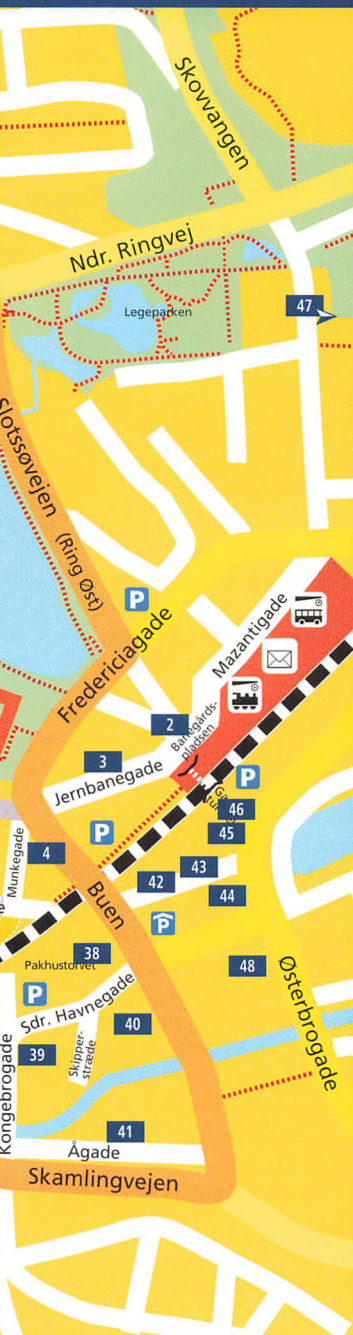 Skovvangen
Ndr. Ringvej
Legeparken
47
Slotssøvejen
(Ring Øst)
P
Fredericiagade
Mazantigade
2
Banegårds-
pladsen
3
Jernbanegade
P
46
P
45
4
Munkegade
43
42
44
Buen
P
38
Pakhustorvet
48
Østerbrogade
P
Sdr. Havnegade
40
39
Skipper-
stræde
Kongebrogade
41
Ågade
Skamlingvejen